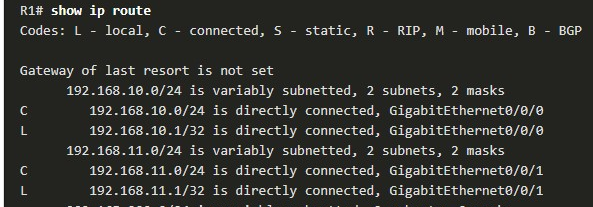 R1# show ip route
Codes: L - local, C - connected, S - static, R - RIP, M - mobile, B - BGP
Gateway of last resort is not set
192.168.10.0/24 is variably subnetted, 2 subnets, 2 masks
C 192.168.10.0/24 is directly connected, GigabitEthernet0/0/0
L 192.168.10.1/32 is directly connected, GigabitEthernet0/0/0
192.168.11.0/24 is variably subnetted, 2 subnets, 2 masks
C 192.168.11.0/24 is directly connected, GigabitEthernet0/0/1
L 192.168.11.1/32 is directly connected, GigabitEthernet0/0/1